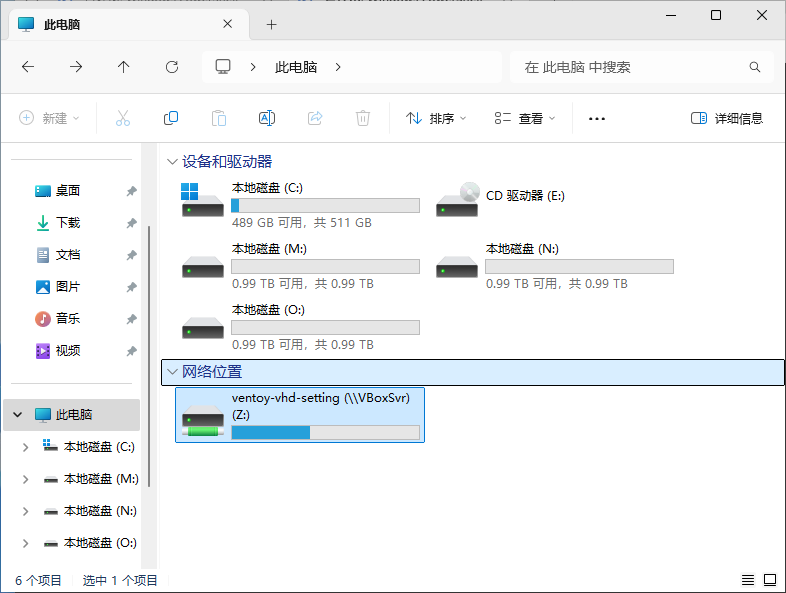 此电脑
此电脑
在 此电脑 中搜索
新建
排序
查看
详细信息
桌面
下载
文档
图片
音乐
视频
此电脑
本地磁盘 (C:)
本地磁盘 (M:)
本地磁盘 (N:)
本地磁盘 (O:)
设备和驱动器
本地磁盘 (C:)
489 GB 可用，共 511 GB
CD 驱动器 (E:)
本地磁盘 (M:)
0.99 TB 可用，共 0.99 TB
本地磁盘 (N:)
0.99 TB 可用，共 0.99 TB
本地磁盘 (O:)
0.99 TB 可用，共 0.99 TB
网络位置
ventoy-vhd-setting (\\VBoxSvr)
(Z:)
6 个项目
选中 1 个项目